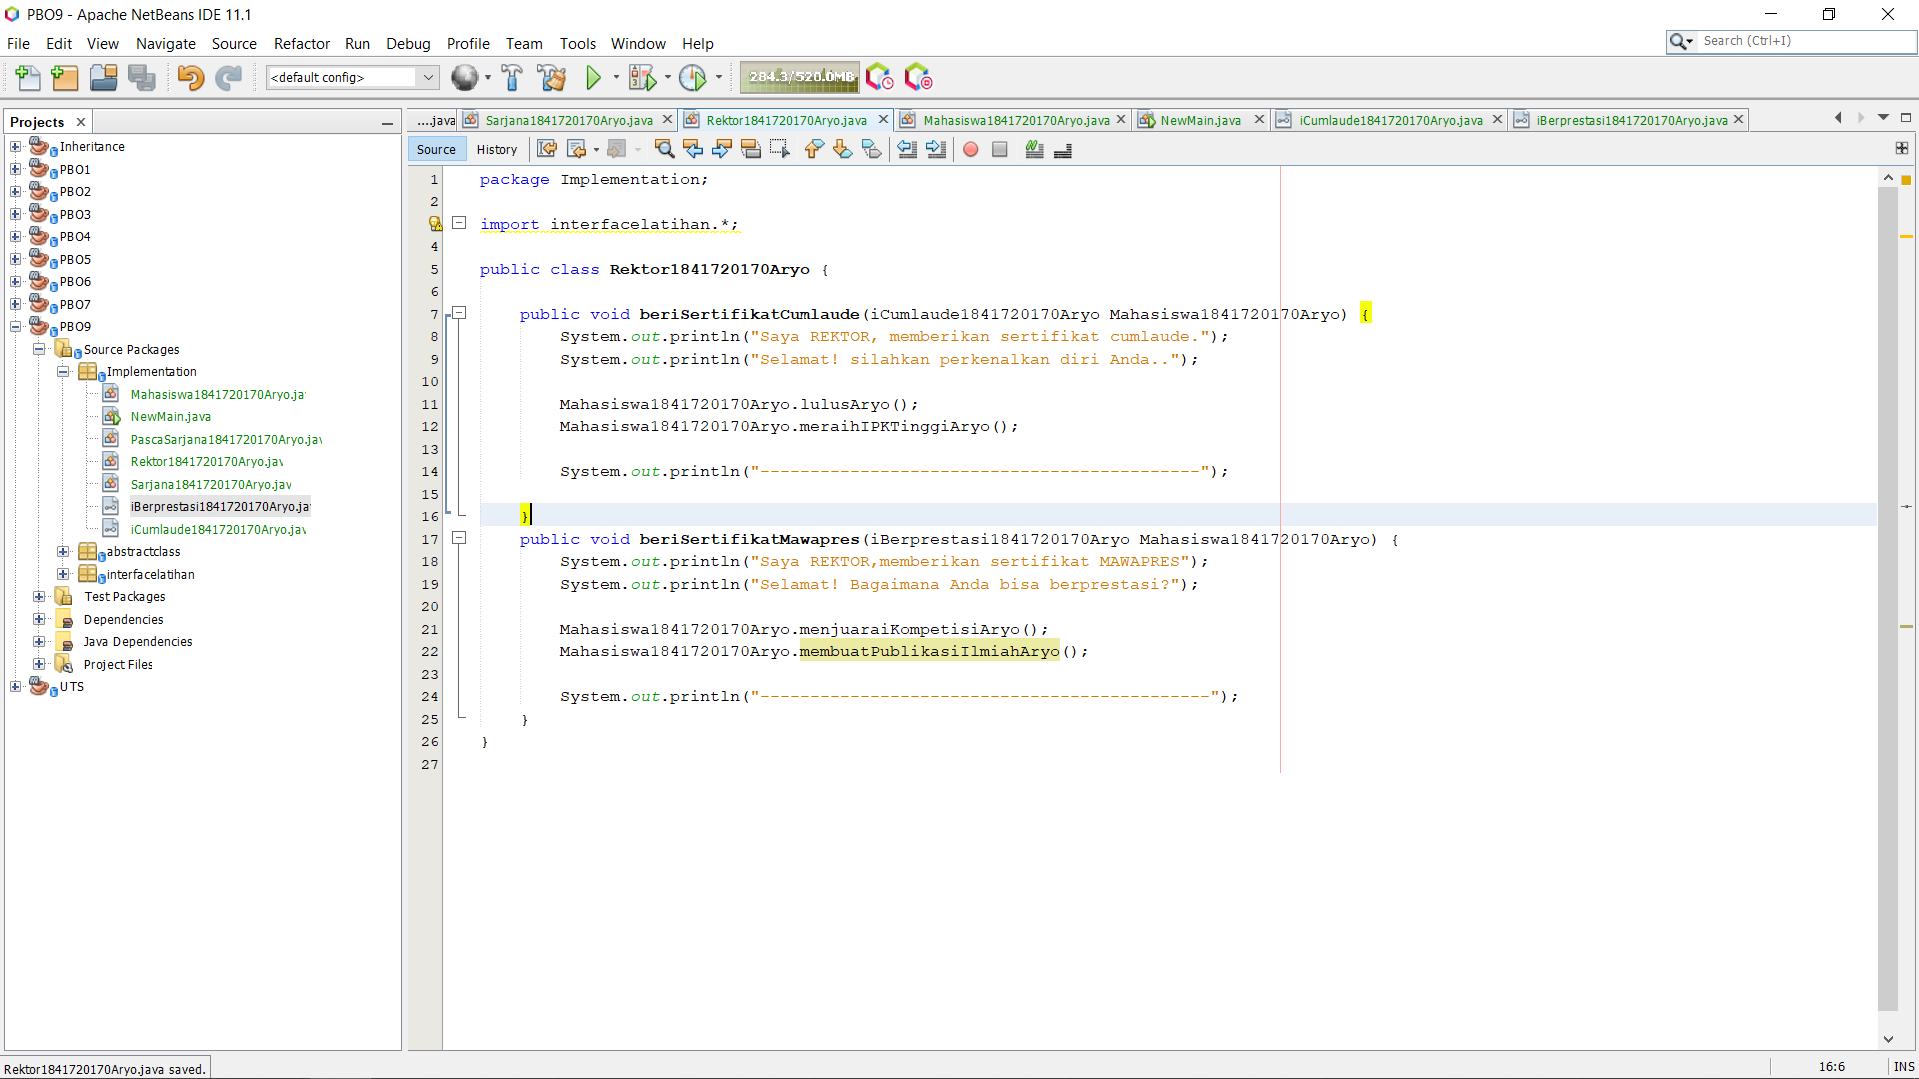 PBO9 - Apache NetBeans IDE 11.1
File Edit View Navigate Source Refactor Run Debug Profile Team Tools Window Help
Search (Ctrl+I)
<default config>
284.3/520.0MB
Projects
Inheritance
PBO1
PBO2
PBO3
PBO4
PBO5
PBO6
PBO7
PBO9
Source Packages
Implementation
Mahasiswa1841720170Aryo.ja
NewMain.java
PascaSarjana1841720170Aryo.jav
Rektor1841720170Aryo.jav
Sarjana1841720170Aryo.jav
iBerprestasi1841720170Aryo.ja
iCumlaude1841720170Aryo.jav
abstractclass
interfacelatihan
Test Packages
Dependencies
Java Dependencies
Project Files
UTS
....java Sarjana1841720170Aryo.java Rektor1841720170Aryo.java Mahasiswa1841720170Aryo.java NewMain.java iCumlaude1841720170Aryo.java iBerprestasi1841720170Aryo.java
Source History
1 package Implementation;
2
import interfacelatihan.*;
4
5 public class Rektor1841720170Aryo {
6
7 public void beriSertifikatCumlaude(iCumlaude1841720170Aryo Mahasiswa1841720170Aryo) {
8 System.out.println("Saya REKTOR, memberikan sertifikat cumlaude.");
9 System.out.println("Selamat! silahkan perkenalkan diri Anda..");
10
11 Mahasiswa1841720170Aryo.lulusAryo();
12 Mahasiswa1841720170Aryo.meraihIPKTinggiAryo();
13
14 System.out.println("--------------------------------------------");
15
16 }
17 public void beriSertifikatMawapres(iBerprestasi1841720170Aryo Mahasiswa1841720170Aryo) {
18 System.out.println("Saya REKTOR,memberikan sertifikat MAWAPRES");
19 System.out.println("Selamat! Bagaimana Anda bisa berprestasi?");
20
21 Mahasiswa1841720170Aryo.menjuaraiKompetisiAryo();
22 Mahasiswa1841720170Aryo.membuatPublikasiIlmiahAryo();
23
24 System.out.println("---------------------------------------------");
25 }
26 }
27
Rektor1841720170Aryo.java saved.
16:6 INS